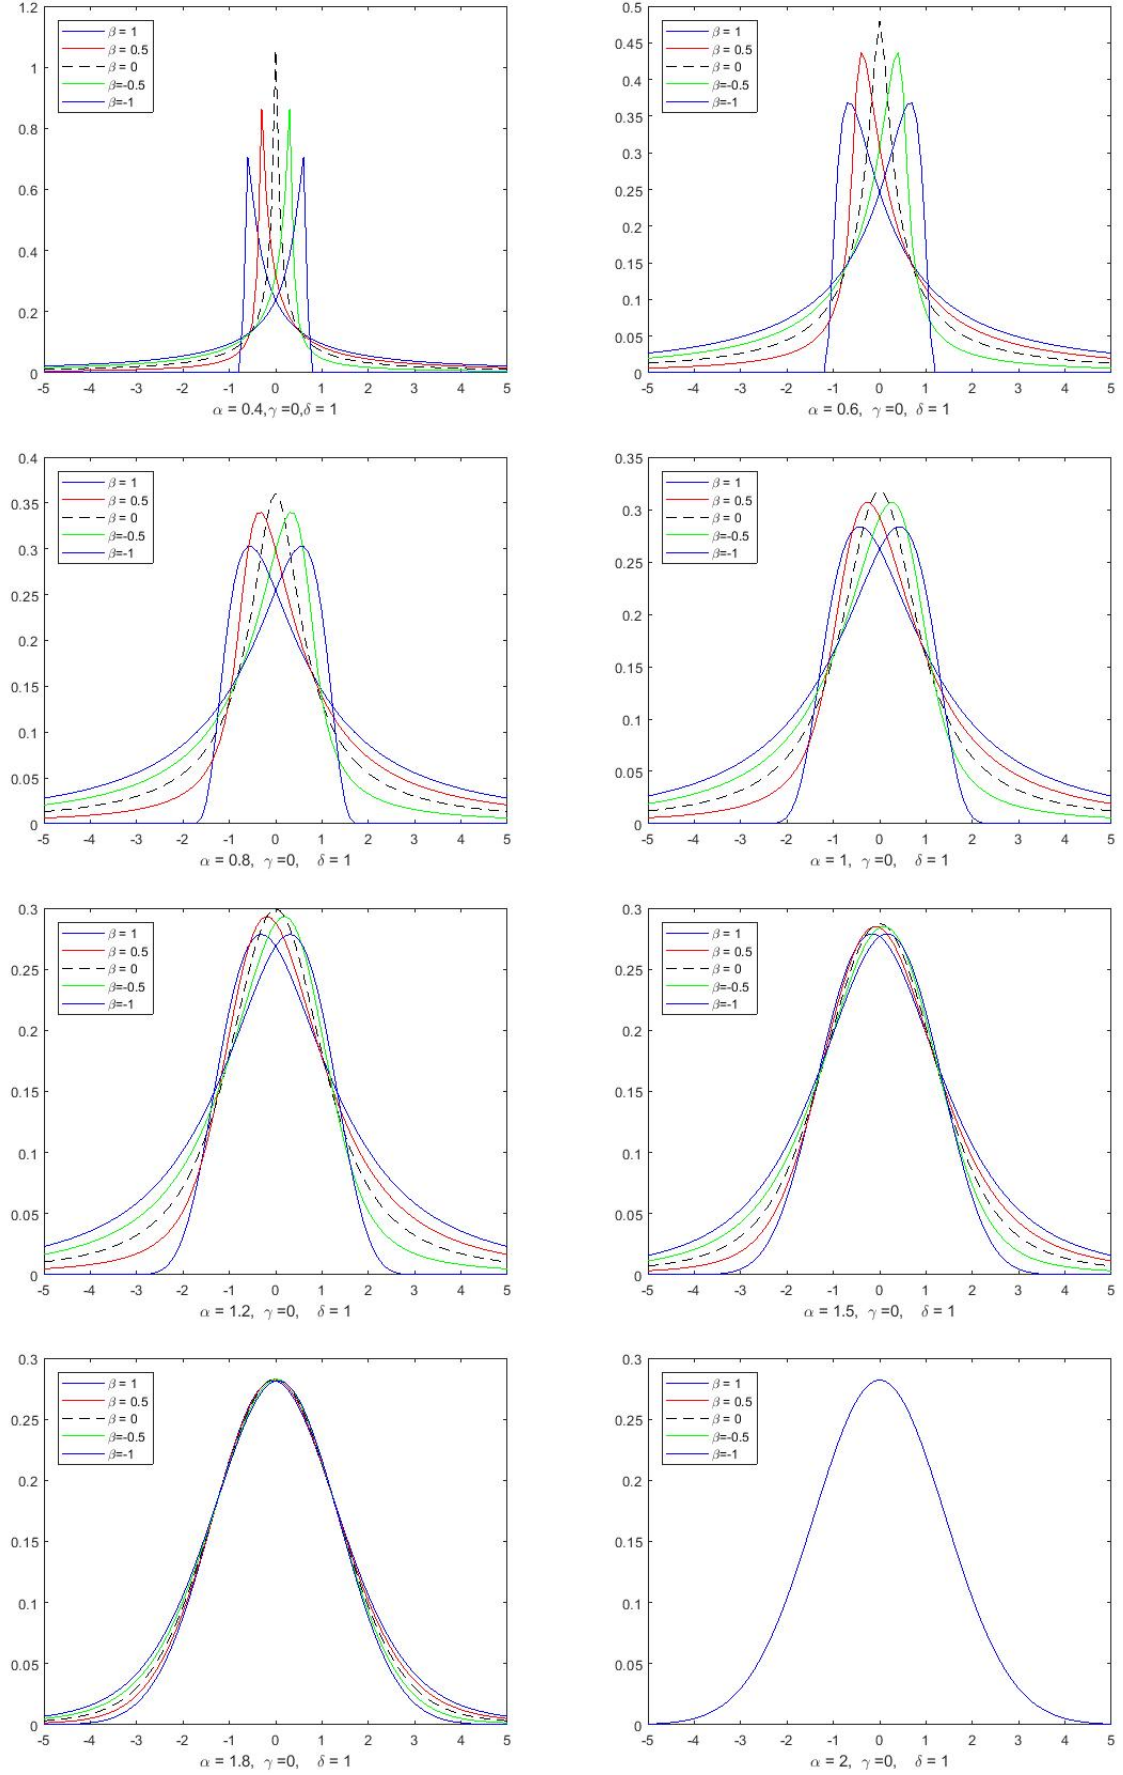 1.2
1
0.8
0.6
0.4
0.2
0
β = 1
β = 0.5
β = 0
β=-0.5
β=-1
-5 -4 -3 -2 -1 0 1 2 3 4 5
α = 0.4,γ =0,δ = 1
0.5
0.45
0.4
0.35
0.3
0.25
0.2
0.15
0.1
0.05
0
β = 1
β = 0.5
β = 0
β=-0.5
β=-1
-5 -4 -3 -2 -1 0 1 2 3 4 5
α = 0.6, γ =0, δ = 1
0.4
0.35
0.3
0.25
0.2
0.15
0.1
0.05
0
β = 1
β = 0.5
β = 0
β=-0.5
β=-1
-5 -4 -3 -2 -1 0 1 2 3 4 5
α = 0.8, γ =0, δ = 1
0.35
0.3
0.25
0.2
0.15
0.1
0.05
0
β = 1
β = 0.5
β = 0
β=-0.5
β=-1
-5 -4 -3 -2 -1 0 1 2 3 4 5
α = 1, γ =0, δ = 1
0.3
0.25
0.2
0.15
0.1
0.05
0
β = 1
β = 0.5
β = 0
β=-0.5
β=-1
-5 -4 -3 -2 -1 0 1 2 3 4 5
α = 1.2, γ =0, δ = 1
0.3
0.25
0.2
0.15
0.1
0.05
0
β = 1
β = 0.5
β = 0
β=-0.5
β=-1
-5 -4 -3 -2 -1 0 1 2 3 4 5
α = 1.5, γ =0, δ = 1
0.3
0.25
0.2
0.15
0.1
0.05
0
β = 1
β = 0.5
β = 0
β=-0.5
β=-1
-5 -4 -3 -2 -1 0 1 2 3 4 5
α = 1.8, γ =0, δ = 1
0.3
0.25
0.2
0.15
0.1
0.05
0
β = 1
β = 0.5
β = 0
β=-0.5
β=-1
-5 -4 -3 -2 -1 0 1 2 3 4 5
α = 2, γ =0, δ = 1